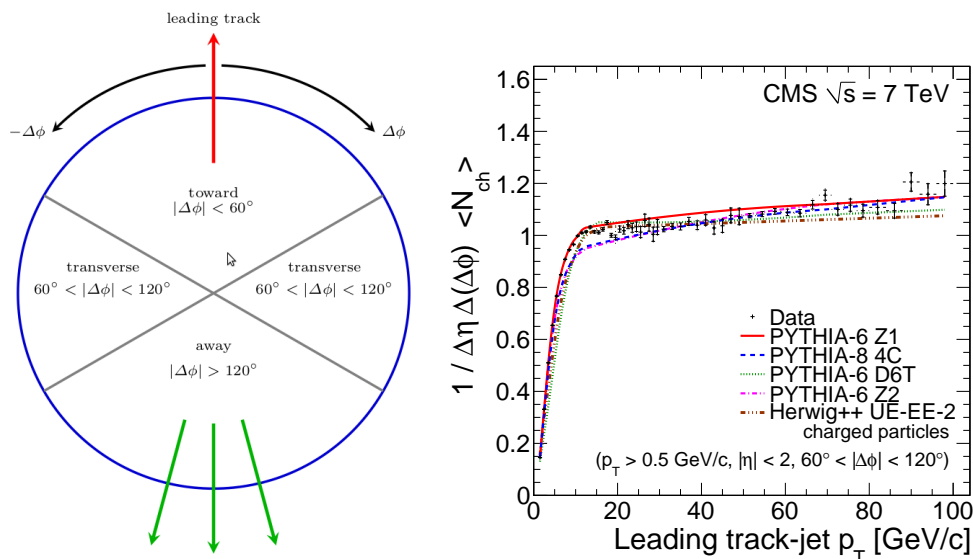 leading track
−Δϕ
Δϕ
toward
|Δϕ| < 60°
transverse
60° < |Δϕ| < 120°
transverse
60° < |Δϕ| < 120°
away
|Δϕ| > 120°
1 / Δη Δ(Δϕ) <N_ch>
1.6
1.4
1.2
1
0.8
0.6
0.4
0.2
0
CMS √s = 7 TeV
Data
PYTHIA-6 Z1
PYTHIA-8 4C
PYTHIA-6 D6T
PYTHIA-6 Z2
Herwig++ UE-EE-2
charged particles
(p_T > 0.5 GeV/c, |η| < 2, 60° < |Δϕ| < 120°)
0 20 40 60 80 100
Leading track-jet p_T [GeV/c]